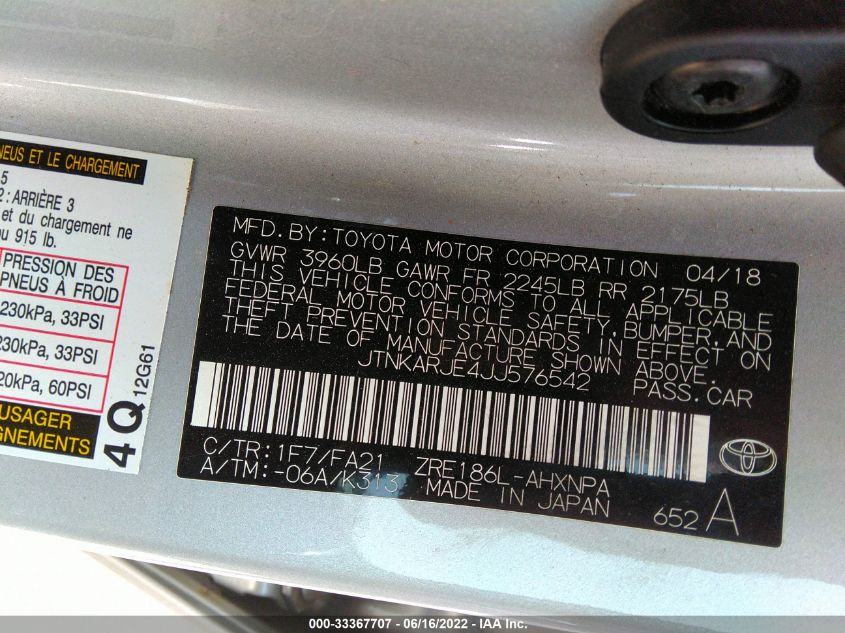 NEUS ET LE CHARGEMENT
5
2: ARRIÈRE 3
et du chargement ne
u 915 lb.
PRESSION DES
PNEUS À FROID
230kPa, 33PSI
230kPa, 33PSI
20kPa, 60PSI
USAGER
GNEMENTS
4Q 12G61
MFD. BY: TOYOTA MOTOR CORPORATION 04/18
GVWR 3960LB GAWR FR 2245LB RR 2175LB
THIS VEHICLE CONFORMS TO ALL APPLICABLE
FEDERAL MOTOR VEHICLE SAFETY, BUMPER, AND
THEFT PREVENTION STANDARDS IN EFFECT ON
THE DATE OF MANUFACTURE SHOWN ABOVE.
JTNKARJE4JJ576542 PASS. CAR
C/TR: 1F7/FA21 ZRE186L-AHXNPA
A/TM: -06A/K313 MADE IN JAPAN
652 A
000-33367707 - 06/16/2022 - IAA Inc.